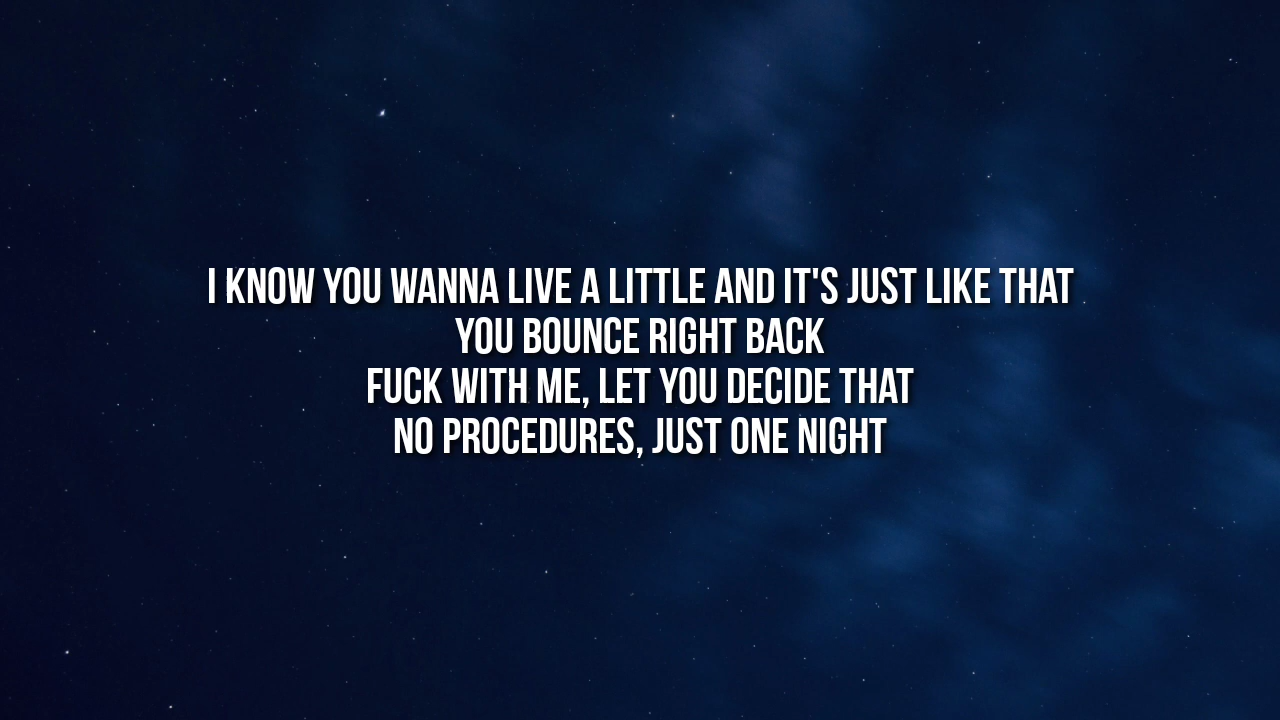 I KNOW YOU WANNA LIVE A LITTLE AND IT'S JUST LIKE THAT
YOU BOUNCE RIGHT BACK
FUCK WITH ME, LET YOU DECIDE THAT
NO PROCEDURES, JUST ONE NIGHT